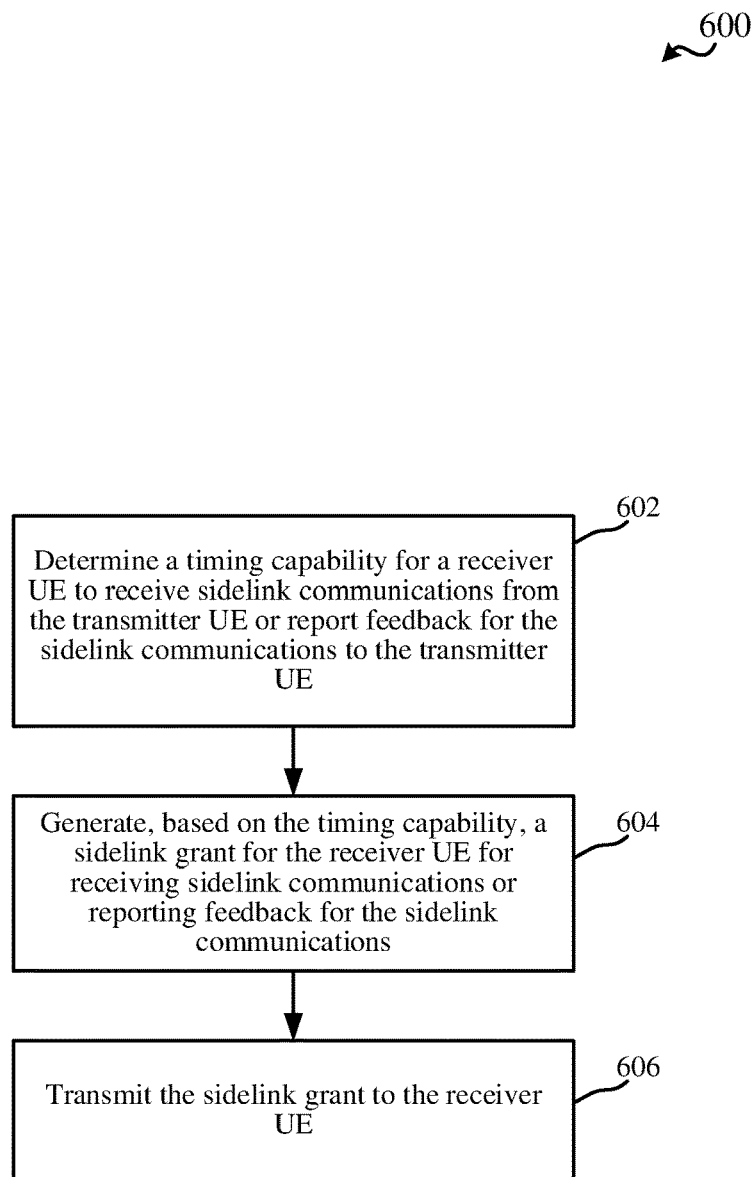 600
602
Determine a timing capability for a receiver
UE to receive sidelink communications from
the transmitter UE or report feedback for the
sidelink communications to the transmitter
UE
604
Generate, based on the timing capability, a
sidelink grant for the receiver UE for
receiving sidelink communications or
reporting feedback for the sidelink
communications
606
Transmit the sidelink grant to the receiver
UE